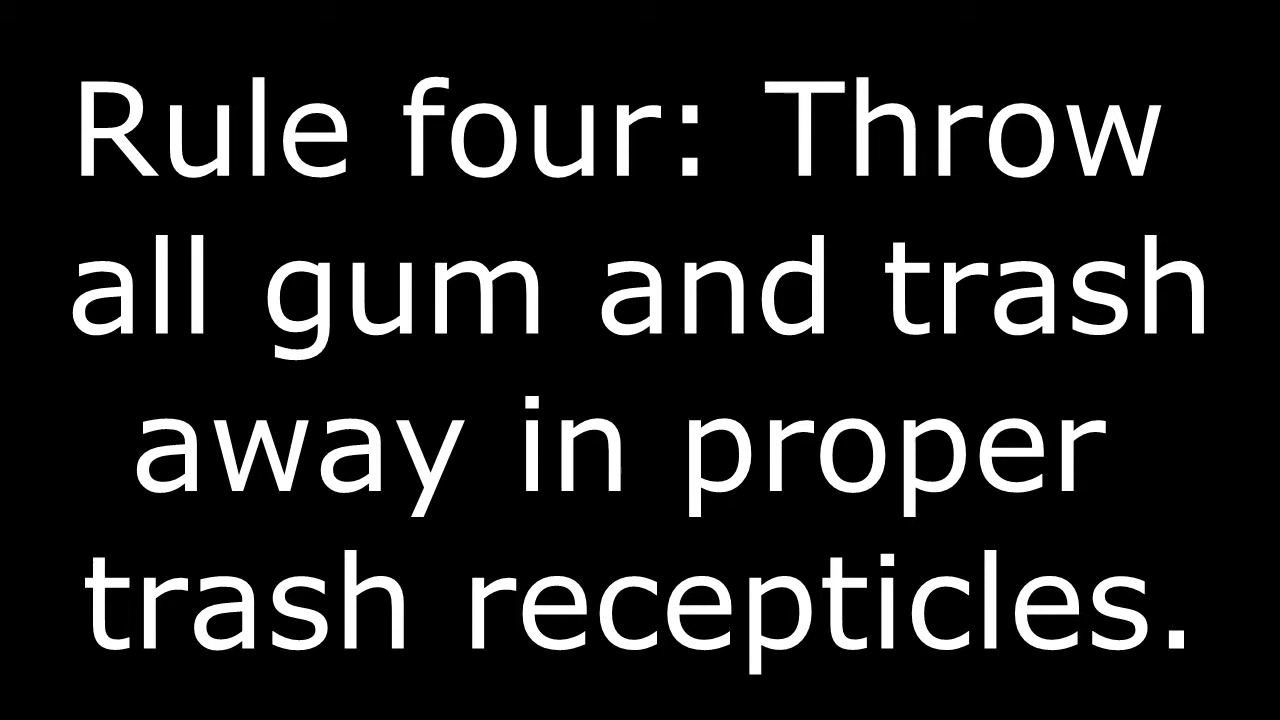 Rule four: Throw
all gum and trash
away in proper
trash recepticles.